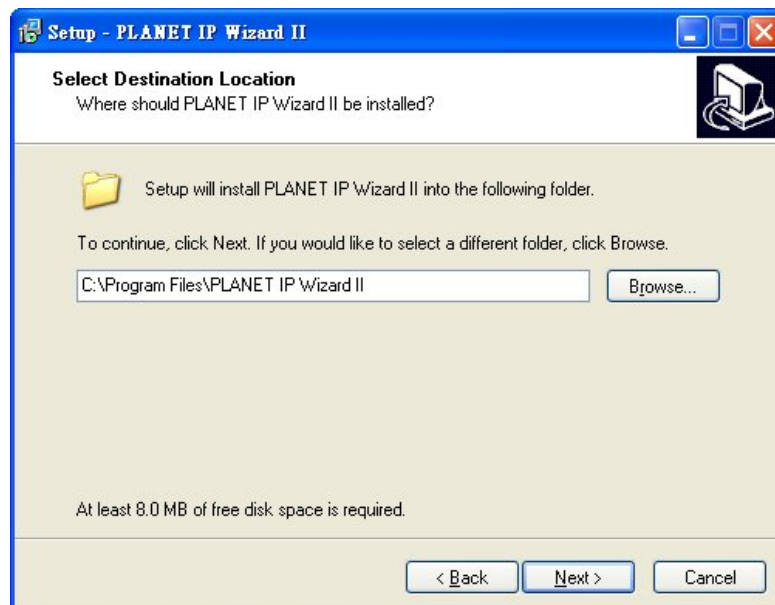 Setup - PLANET IP Wizard II
Select Destination Location
Where should PLANET IP Wizard II be installed?
Setup will install PLANET IP Wizard II into the following folder.
To continue, click Next. If you would like to select a different folder, click Browse.
C:\Program Files\PLANET IP Wizard II
Browse...
At least 8.0 MB of free disk space is required.
< Back
Next >
Cancel